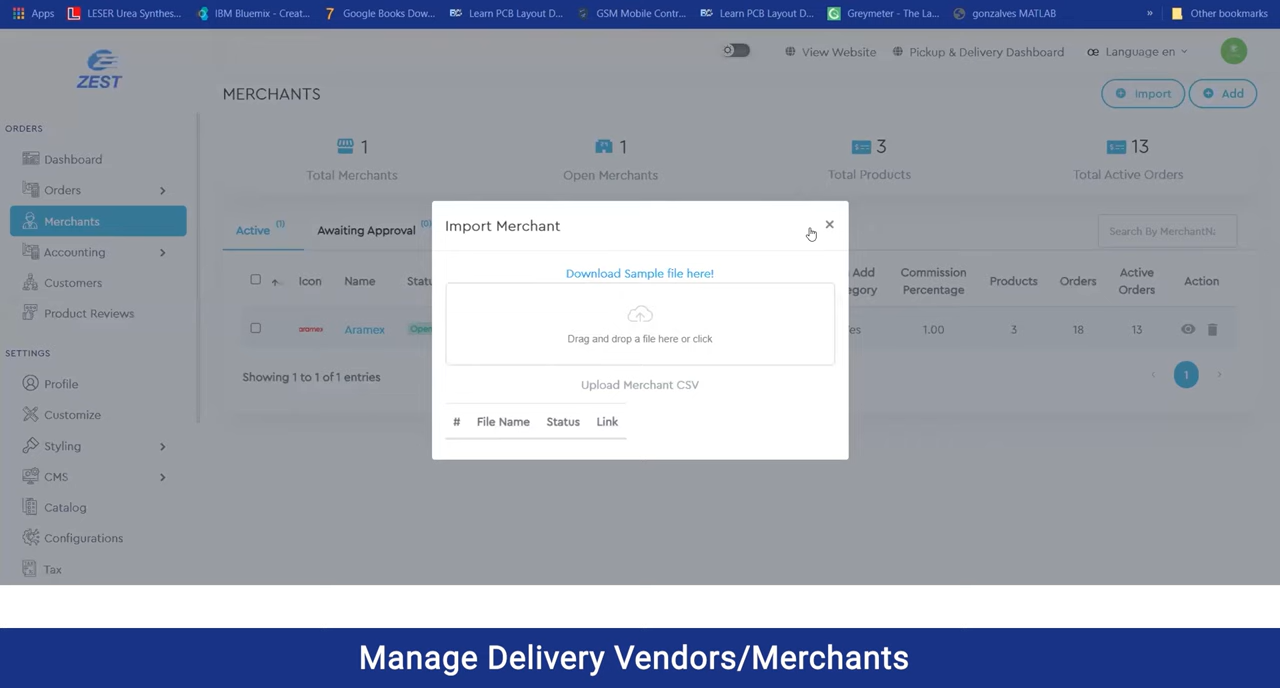 Apps LESER Urea Synthes... IBM Bluemix - Creat... Google Books Dow... Learn PCB Layout D... GSM Mobile Contr... Learn PCB Layout D... Greymeter - The La... gonzalves MATLAB » Other bookmarks
ZEST
View Website Pickup & Delivery Dashboard Language en
MERCHANTS
Import Add
ORDERS
Dashboard
Orders
Merchants
Accounting
Customers
Product Reviews
SETTINGS
Profile
Customize
Styling
CMS
Catalog
Configurations
Tax
1 1 3 13
Total Merchants Open Merchants Total Products Total Active Orders
Active (1) Awaiting Approval (0)
Search By MerchantNa
Icon Name Statu Add Commission Percentage Products Orders Active Orders Action
aramex Aramex Open 1.00 3 18 13
Showing 1 to 1 of 1 entries
‹ 1 ›
Import Merchant ×
Download Sample file here!
Drag and drop a file here or click
Upload Merchant CSV
# File Name Status Link
Manage Delivery Vendors/Merchants